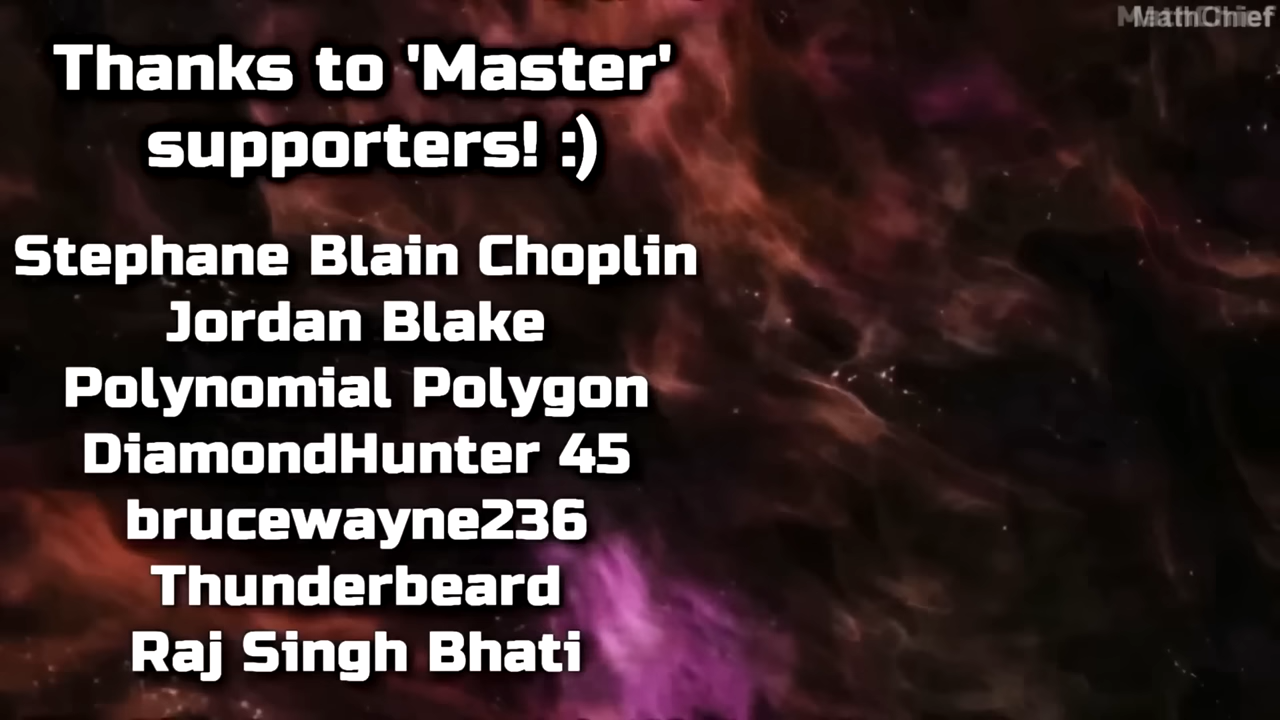 MathChief
Thanks to 'Master'
supporters! :)
Stephane Blain Choplin
Jordan Blake
Polynomial Polygon
DiamondHunter 45
brucewayne236
Thunderbeard
Raj Singh Bhati